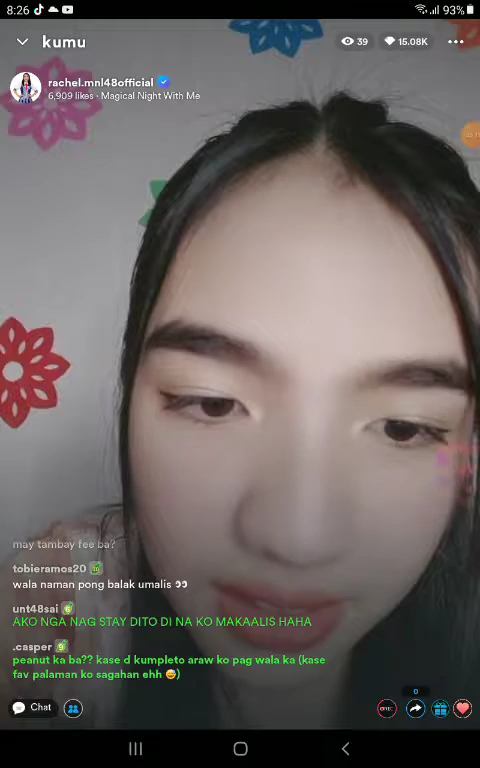 8:26
93%
kumu
39
15.08K
rachel.mnl48official
6,909 likes · Magical Night With Me
may tambay fee ba?
tobieramos20
wala naman pong balak umalis 👀
unt48sai
AKO NGA NAG STAY DITO DI NA KO MAKAALIS HAHA
.casper
peanut ka ba?? kase d kumpleto araw ko pag wala ka (kase
fav palaman ko sagahan ehh 😅)
0
Chat